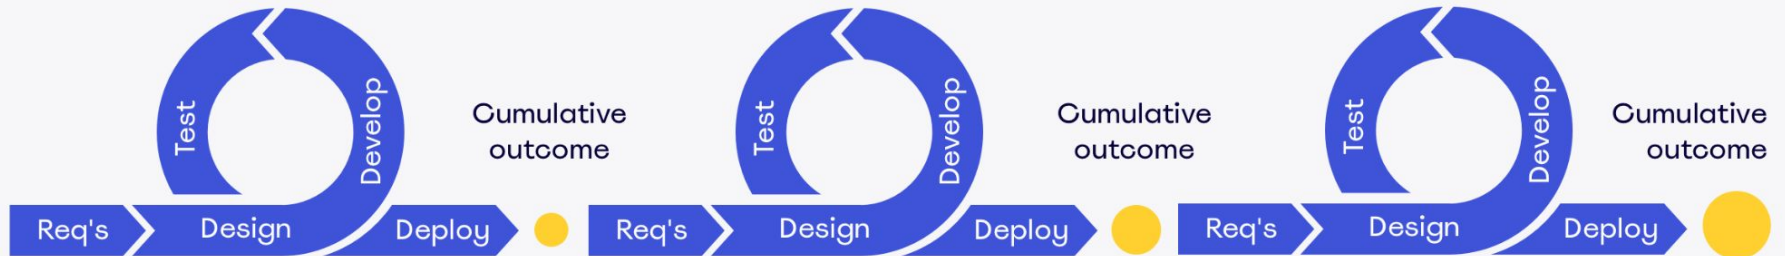 Test
Develop
Cumulative
outcome
Req's
Design
Deploy
Test
Develop
Cumulative
outcome
Req's
Design
Deploy
Test
Develop
Cumulative
outcome
Req's
Design
Deploy